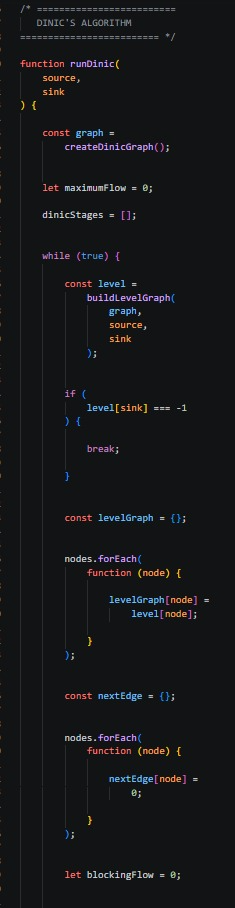 /* =========================
DINIC'S ALGORITHM
========================= */
function runDinic(
source,
sink
) {
const graph =
createDinicGraph();
let maximumFlow = 0;
dinicStages = [];
while (true) {
const level =
buildLevelGraph(
graph,
source,
sink
);
if (
level[sink] === -1
) {
break;
}
const levelGraph = {};
nodes.forEach(
function (node) {
levelGraph[node] =
level[node];
}
);
const nextEdge = {};
nodes.forEach(
function (node) {
nextEdge[node] =
0;
}
);
let blockingFlow = 0;